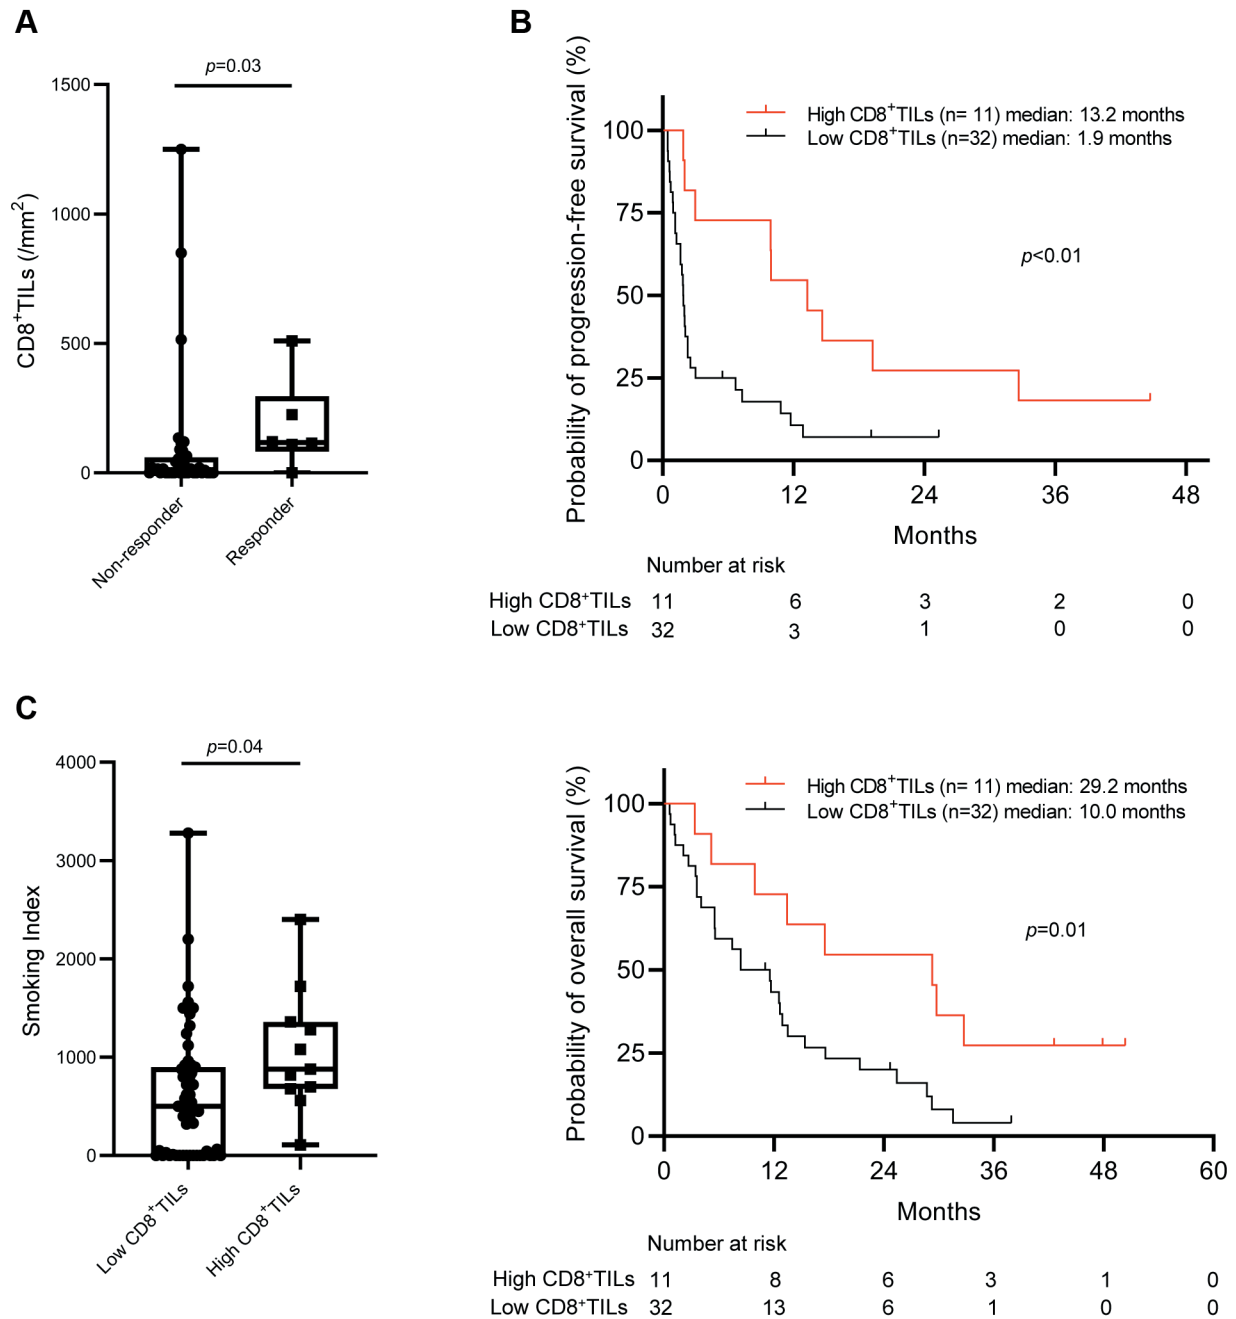 A
p=0.03
1500
1000
500
0
CD8+TILs (/mm2)
Non-responder
Responder
B
Probability of progression-free survival (%)
High CD8+TILs (n= 11) median: 13.2 months
Low CD8+TILs (n=32) median: 1.9 months
p<0.01
100
75
50
25
0
0 12 24 36 48
Months
Number at risk
High CD8+TILs 11 6 3 2 0
Low CD8+TILs 32 3 1 0 0
C
p=0.04
4000
3000
2000
1000
0
Smoking Index
Low CD8+TILs
High CD8+TILs
Probability of overall survival (%)
High CD8+TILs (n= 11) median: 29.2 months
Low CD8+TILs (n=32) median: 10.0 months
p=0.01
100
75
50
25
0
0 12 24 36 48 60
Months
Number at risk
High CD8+TILs 11 8 6 3 1 0
Low CD8+TILs 32 13 6 1 0 0